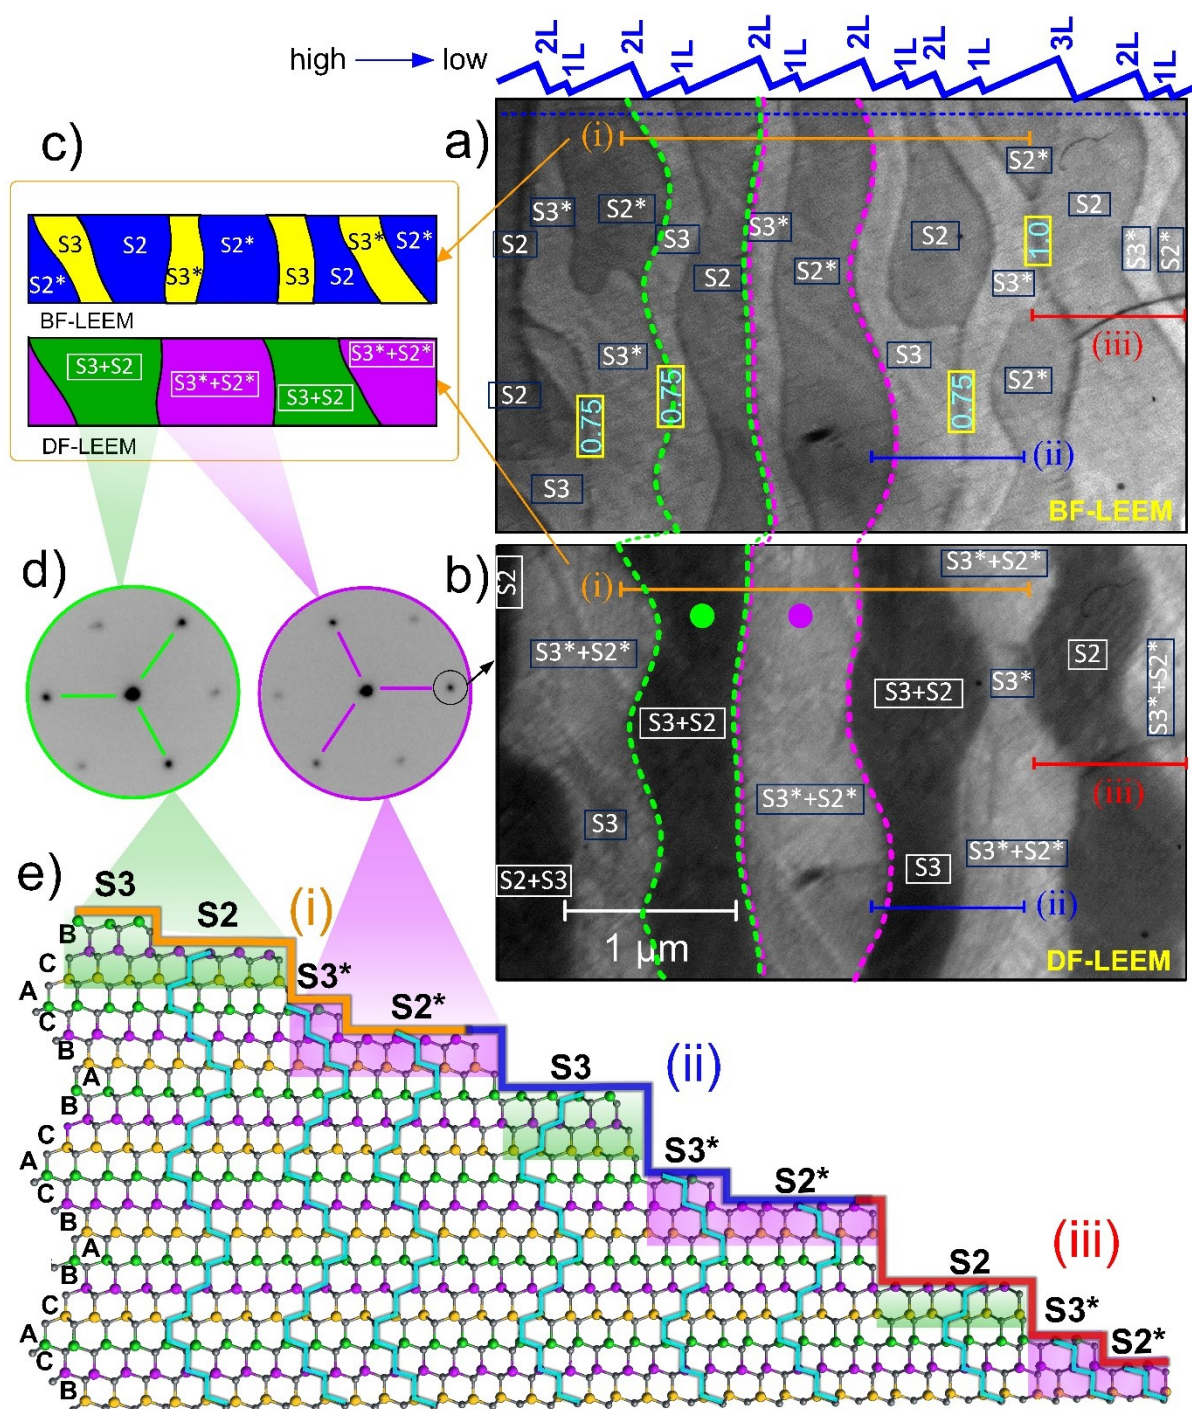 high
low
2L
1L
2L
1L
2L
1L
2L
1L
2L
1L
3L
2L
1L
a)
(i)
S2*
S3*
S2*
S2
S2
S3
S3*
S2
1.0
S3*
S2*
S2
S2*
S3*
(iii)
S3*
S3
S2*
S2
0.75
0.75
0.75
(ii)
S3
BF-LEEM
c)
S3
S2
S2*
S3*
S2*
S2*
S3*
S3
S2
BF-LEEM
S3+S2
S3*+S2*
S3+S2
S3*+S2*
DF-LEEM
d)
b)
S2
(i)
S3*+S2*
S3*+S2*
S2
S3*+S2*
S3+S2
S3*
S3+S2
S3*+S2*
(iii)
S3
S3
S3*+S2*
S2+S3
(ii)
1 µm
DF-LEEM
e)
S3
S2
(i)
S3*
S2*
S3
(ii)
S3*
S2*
S2
(iii)
S3*
S2*
B
C
A
C
B
A
B
C
A
C
B
A
B
C
A
C
B